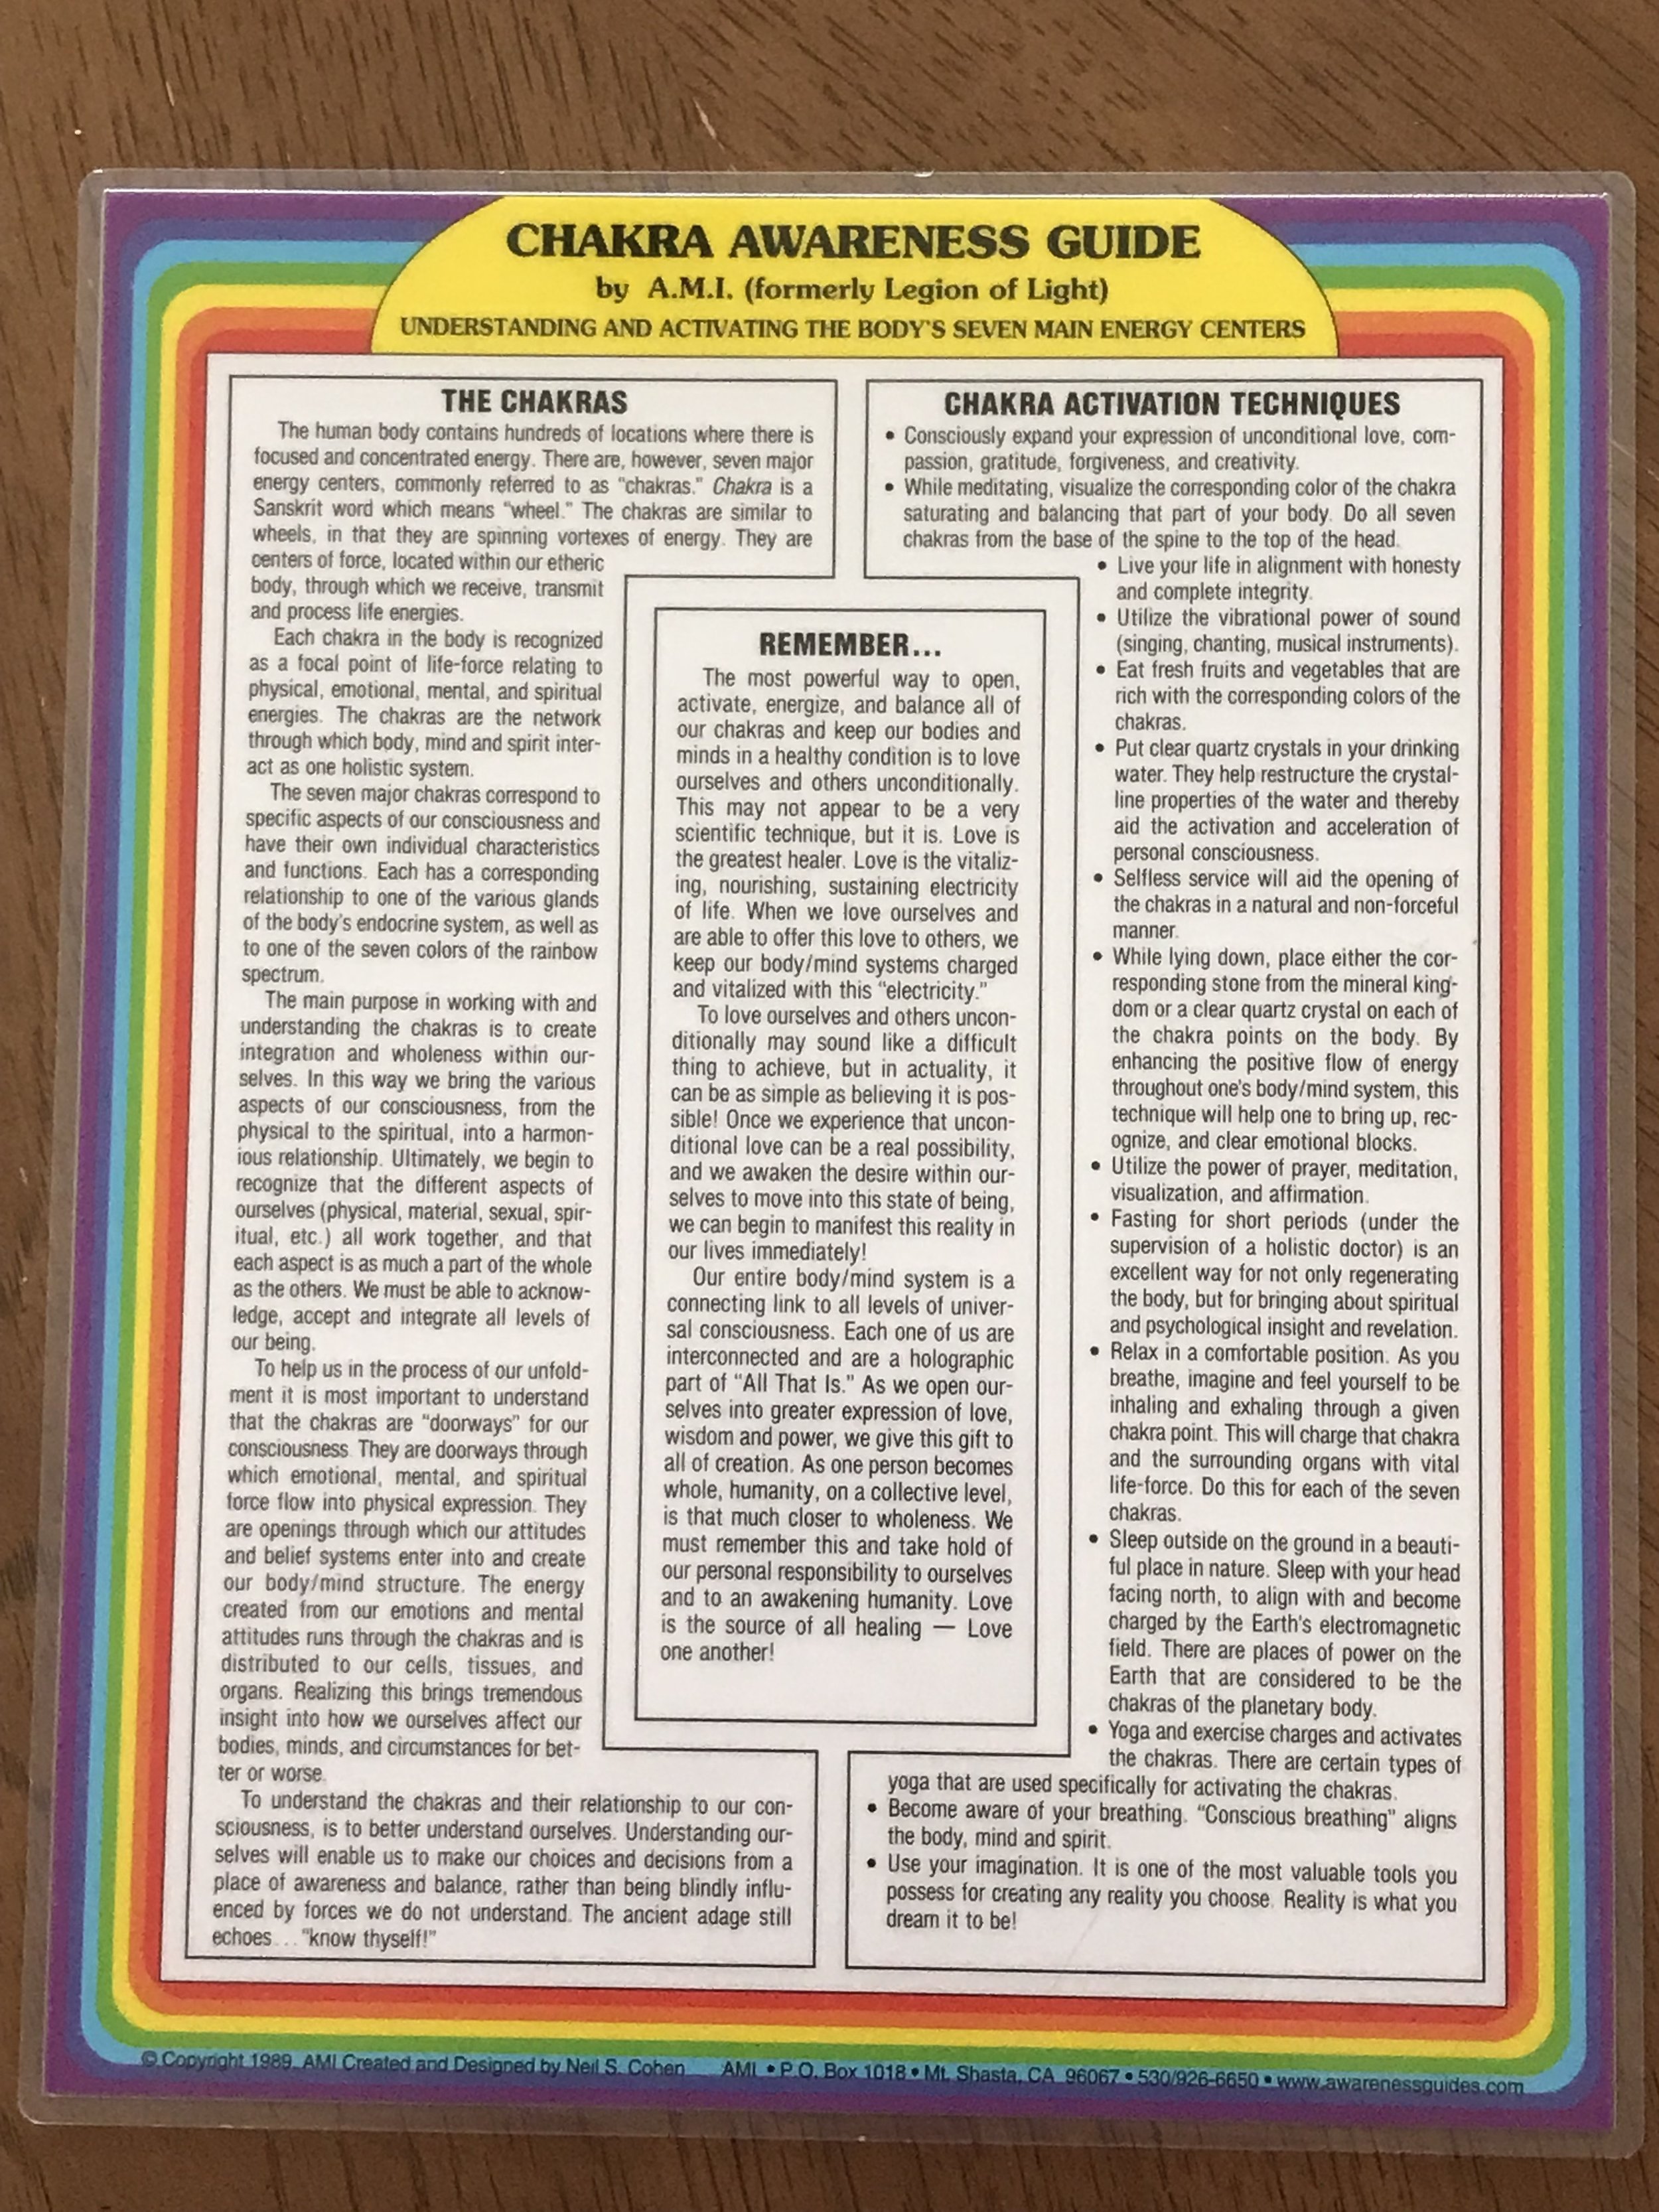 CHAKRA AWARENESS GUIDE
by A.M.I. (formerly Legion of Light)
UNDERSTANDING AND ACTIVATING THE BODY'S SEVEN MAIN ENERGY CENTERS
THE CHAKRAS
The human body contains hundreds of locations where there is
focused and concentrated energy. There are, however, seven major
energy centers, commonly referred to as "chakras." Chakra is a
Sanskrit word which means "wheel." The chakras are similar to
wheels, in that they are spinning vortexes of energy. They are
centers of force, located within our etheric
body, through which we receive, transmit
and process life energies.
Each chakra in the body is recognized
as a focal point of life-force relating to
physical, emotional, mental, and spiritual
energies. The chakras are the network
through which body, mind and spirit inter-
act as one holistic system.
The seven major chakras correspond to
specific aspects of our consciousness and
have their own individual characteristics
and functions. Each has a corresponding
relationship to one of the various glands
of the body's endocrine system, as well as
to one of the seven colors of the rainbow
spectrum.
The main purpose in working with and
understanding the chakras is to create
integration and wholeness within our-
selves. In this way we bring the various
aspects of our consciousness, from the
physical to the spiritual, into a harmon-
ious relationship. Ultimately, we begin to
recognize that the different aspects of
ourselves (physical, material, sexual, spir-
itual, etc.) all work together, and that
each aspect is as much a part of the whole
as the others. We must be able to acknow-
ledge, accept and integrate all levels of
our being.
To help us in the process of our unfold-
ment it is most important to understand
that the chakras are "doorways" for our
consciousness. They are doorways through
which emotional, mental, and spiritual
force flow into physical expression. They
are openings through which our attitudes
and belief systems enter into and create
our body/mind structure. The energy
created from our emotions and mental
attitudes runs through the chakras and is
distributed to our cells, tissues, and
organs. Realizing this brings tremendous
insight into how we ourselves affect our
bodies, minds, and circumstances for bet-
ter or worse.
To understand the chakras and their relationship to our con-
sciousness, is to better understand ourselves. Understanding our-
selves will enable us to make our choices and decisions from a
place of awareness and balance, rather than being blindly influ-
enced by forces we do not understand. The ancient adage still
echoes... "know thyself!"
REMEMBER...
The most powerful way to open,
activate, energize, and balance all of
our chakras and keep our bodies and
minds in a healthy condition is to love
ourselves and others unconditionally.
This may not appear to be a very
scientific technique, but it is. Love is
the greatest healer. Love is the vitaliz-
ing, nourishing, sustaining electricity
of life. When we love ourselves and
are able to offer this love to others, we
keep our body/mind systems charged
and vitalized with this "electricity."
To love ourselves and others uncon-
ditionally may sound like a difficult
thing to achieve, but in actuality, it
can be as simple as believing it is pos-
sible! Once we experience that uncon-
ditional love can be a real possibility,
and we awaken the desire within our-
selves to move into this state of being,
we can begin to manifest this reality in
our lives immediately!
Our entire body/mind system is a
connecting link to all levels of univer-
sal consciousness. Each one of us are
interconnected and are a holographic
part of "All That Is." As we open our-
selves into greater expression of love,
wisdom and power, we give this gift to
all of creation. As one person becomes
whole, humanity, on a collective level,
is that much closer to wholeness. We
must remember this and take hold of
our personal responsibility to ourselves
and to an awakening humanity. Love
is the source of all healing — Love
one another!
CHAKRA ACTIVATION TECHNIQUES
• Consciously expand your expression of unconditional love, com-
passion, gratitude, forgiveness, and creativity.
• While meditating, visualize the corresponding color of the chakra
saturating and balancing that part of your body. Do all seven
chakras from the base of the spine to the top of the head.
• Live your life in alignment with honesty
and complete integrity.
• Utilize the vibrational power of sound
(singing, chanting, musical instruments).
• Eat fresh fruits and vegetables that are
rich with the corresponding colors of the
chakras.
• Put clear quartz crystals in your drinking
water. They help restructure the crystal-
line properties of the water and thereby
aid the activation and acceleration of
personal consciousness.
• Selfless service will aid the opening of
the chakras in a natural and non-forceful
manner.
• While lying down, place either the cor-
responding stone from the mineral king-
dom or a clear quartz crystal on each of
the chakra points on the body. By
enhancing the positive flow of energy
throughout one's body/mind system, this
technique will help one to bring up, rec-
ognize, and clear emotional blocks.
• Utilize the power of prayer, meditation,
visualization, and affirmation.
• Fasting for short periods (under the
supervision of a holistic doctor) is an
excellent way for not only regenerating
the body, but for bringing about spiritual
and psychological insight and revelation.
• Relax in a comfortable position. As you
breathe, imagine and feel yourself to be
inhaling and exhaling through a given
chakra point. This will charge that chakra
and the surrounding organs with vital
life-force. Do this for each of the seven
chakras.
• Sleep outside on the ground in a beauti-
ful place in nature. Sleep with your head
facing north, to align with and become
charged by the Earth's electromagnetic
field. There are places of power on the
Earth that are considered to be the
chakras of the planetary body.
• Yoga and exercise charges and activates
the chakras. There are certain types of
yoga that are used specifically for activating the chakras.
• Become aware of your breathing. "Conscious breathing" aligns
the body, mind and spirit.
• Use your imagination. It is one of the most valuable tools you
possess for creating any reality you choose. Reality is what you
dream it to be!
© Copyright 1989 AMI Created and Designed by Neil S. Cohen AMI • P.O. Box 1018 • Mt. Shasta, CA 96067 • 530/926-6650 • www.awarenessguides.com